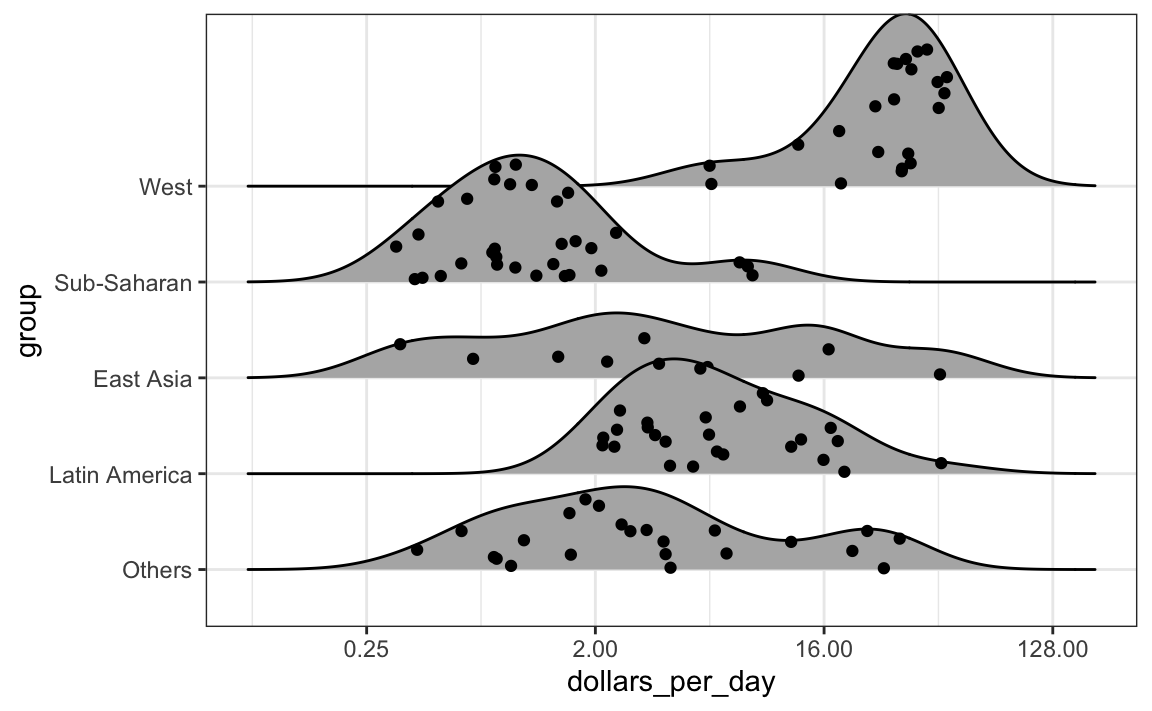 West
Sub-Saharan
East Asia
Latin America
Others
group
0.25
2.00
16.00
128.00
dollars_per_day